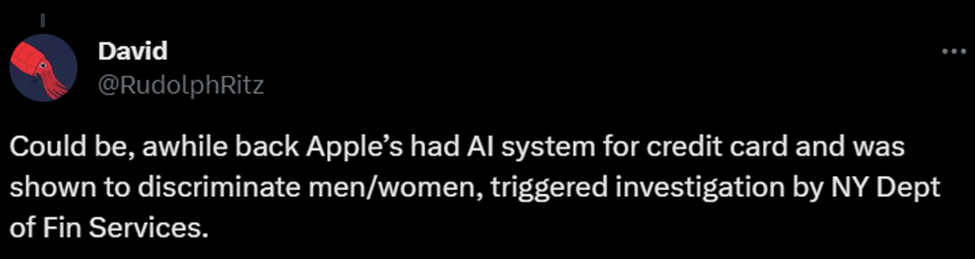 David
@RudolphRitz
Could be, awhile back Apple’s had AI system for credit card and was
shown to discriminate men/women, triggered investigation by NY Dept
of Fin Services.